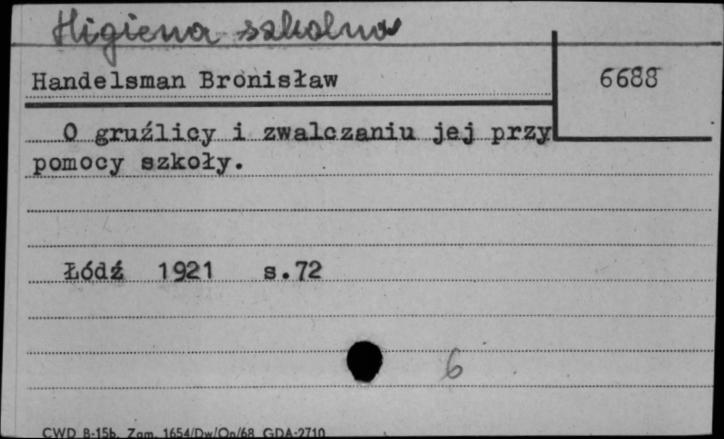 Higiena szkolna
Handelsman Bronisław
6688
O gruźlicy i zwalczaniu jej przy
pomocy szkoły.
Łódź 1921 s.72
6
CWD B-15b. Zam. 1654/Dw/On/68 GDA-2710